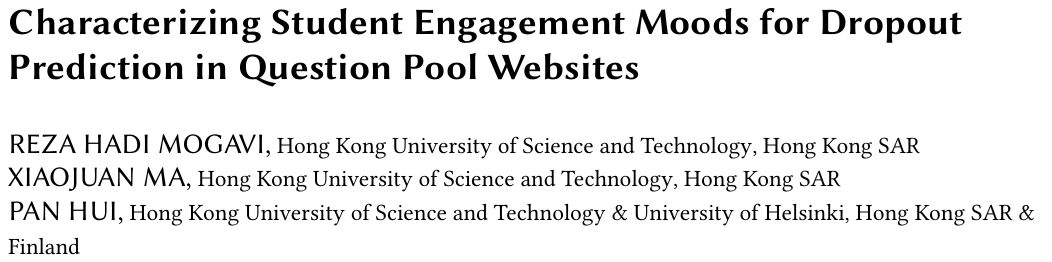 Characterizing Student Engagement Moods for Dropout
Prediction in Question Pool Websites
REZA HADI MOGAVI, Hong Kong University of Science and Technology, Hong Kong SAR
XIAOJUAN MA, Hong Kong University of Science and Technology, Hong Kong SAR
PAN HUI, Hong Kong University of Science and Technology & University of Helsinki, Hong Kong SAR &
Finland